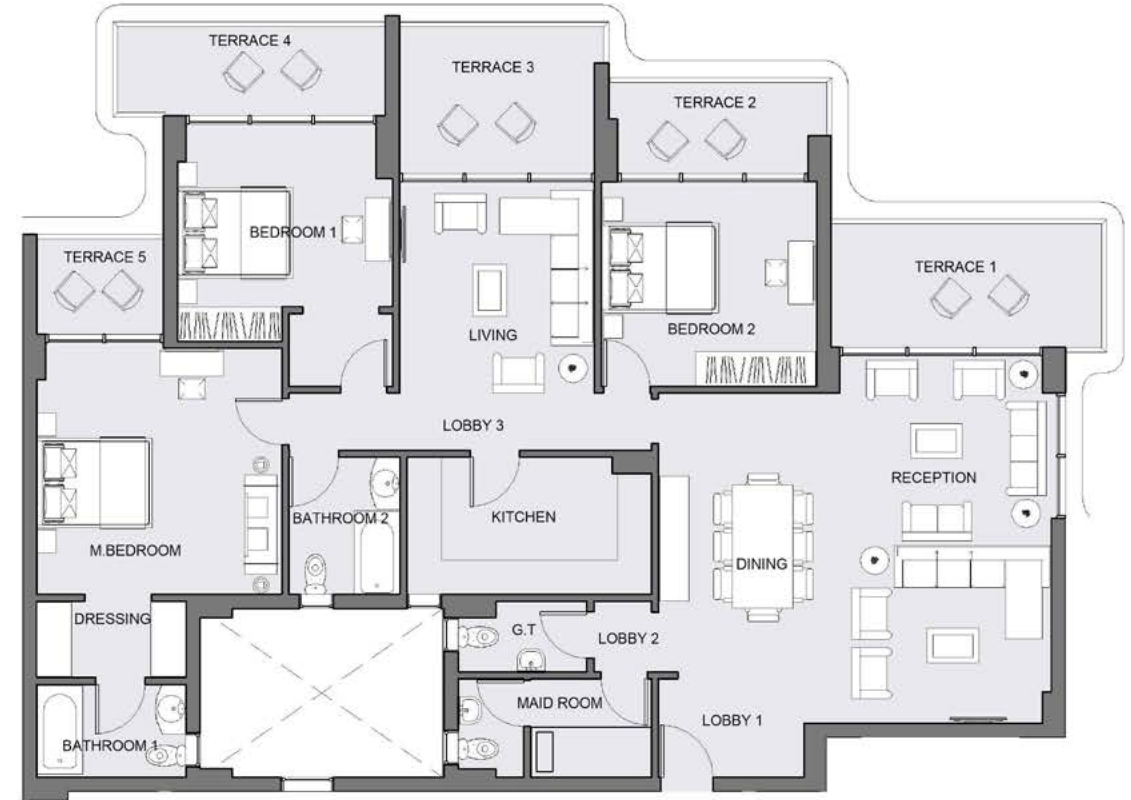 TERRACE 4
TERRACE 3
TERRACE 2
BEDROOM 1
TERRACE 5
TERRACE 1
LIVING
BEDROOM 2
LOBBY 3
RECEPTION
BATHROOM 2
KITCHEN
M.BEDROOM
DINING
DRESSING
G.T
LOBBY 2
MAID ROOM
LOBBY 1
BATHROOM 1